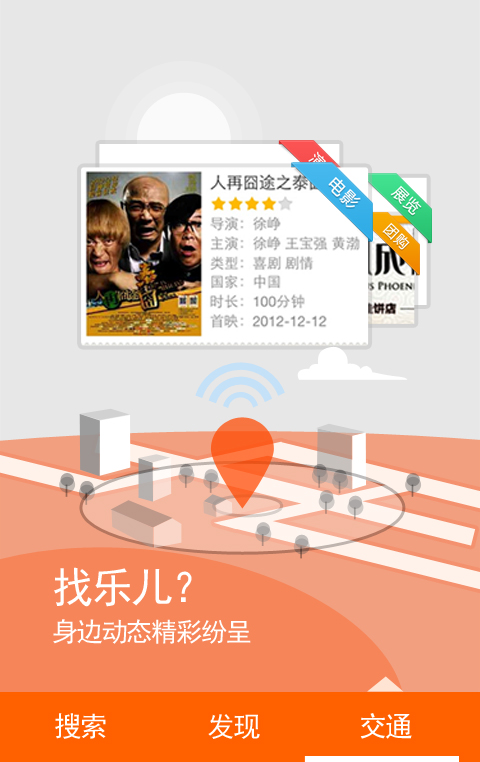 人再囧途之泰
导演：徐峥
主演：徐峥 王宝强 黄渤
类型：喜剧 剧情
国家：中国
时长：100分钟
首映：2012-12-12
电影
展览
团购
PHOEN
饼店
找乐儿？
身边动态精彩纷呈
搜索
发现
交通